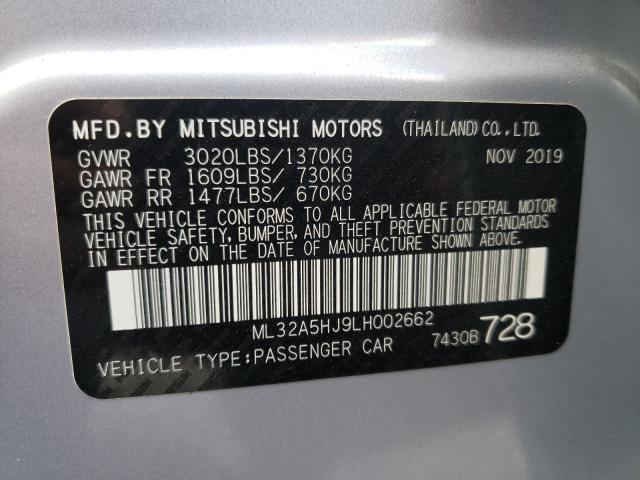 MFD.BY MITSUBISHI MOTORS (THAILAND)CO.,LTD.
GVWR 3020LBS/1370KG NOV 2019
GAWR FR 1609LBS/ 730KG
GAWR RR 1477LBS/ 670KG
THIS VEHICLE CONFORMS TO ALL APPLICABLE FEDERAL MOTOR
VEHICLE SAFETY, BUMPER, AND THEFT PREVENTION STANDARDS
IN EFFECT ON THE DATE OF MANUFACTURE SHOWN ABOVE.
ML32A5HJ9LH002662
VEHICLE TYPE:PASSENGER CAR 7430B 728